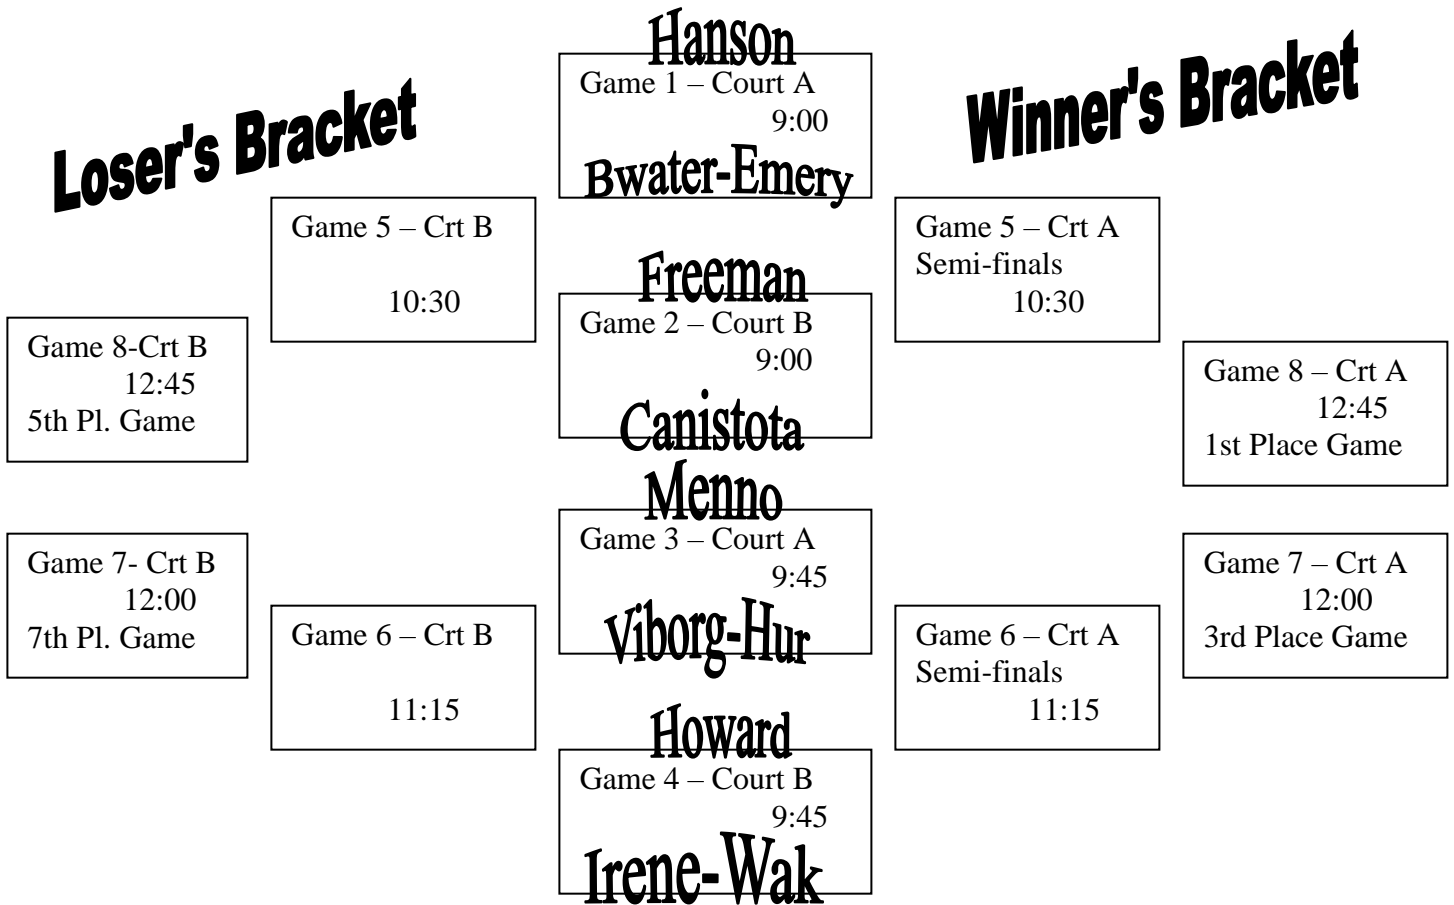 Hanson
Game 1 – Court A
9:00
Bwater-Emery
Loser's Bracket
Winner's Bracket
Game 5 – Crt B
10:30
Freeman
Game 2 – Court B
9:00
Canistota
Game 5 – Crt A
Semi-finals
10:30
Game 8-Crt B
12:45
5th Pl. Game
Game 8 – Crt A
12:45
1st Place Game
Menno
Game 3 – Court A
9:45
Viborg-Hur
Game 7- Crt B
12:00
7th Pl. Game
Game 7 – Crt A
12:00
3rd Place Game
Game 6 – Crt B
11:15
Game 6 – Crt A
Semi-finals
11:15
Howard
Game 4 – Court B
9:45
Irene-Wak